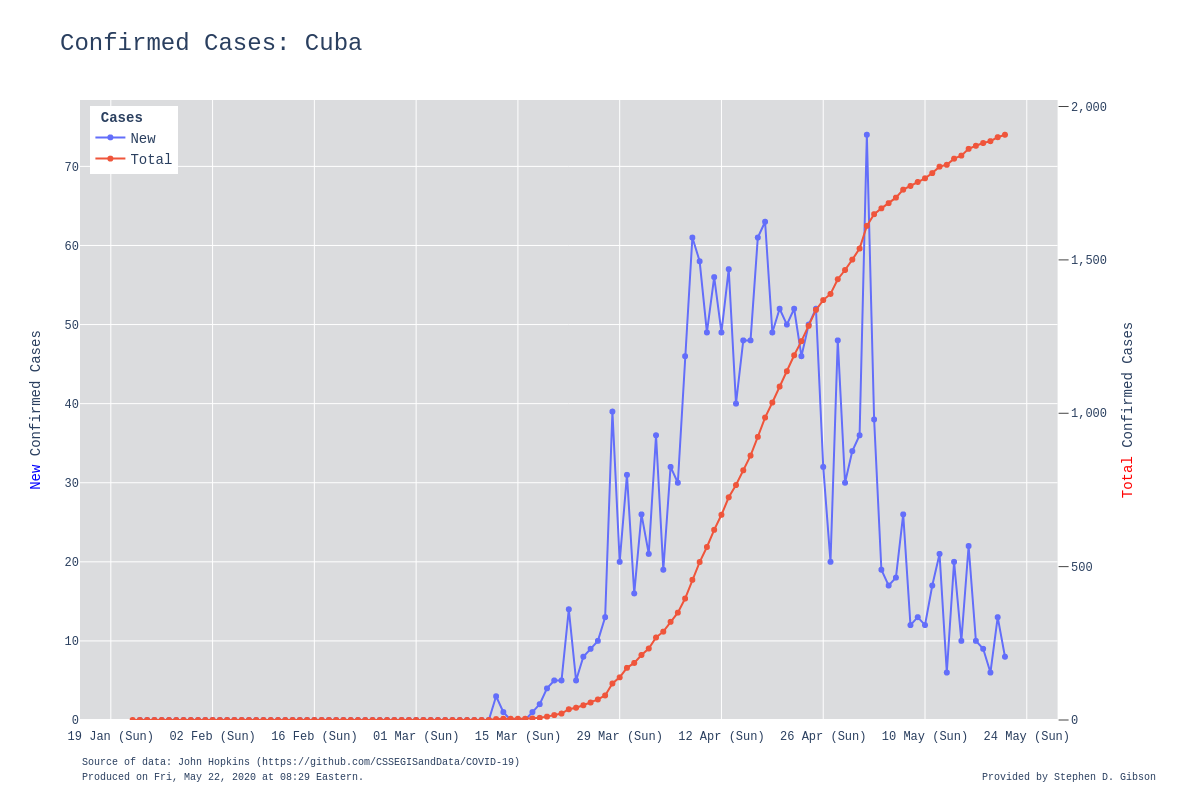 Confirmed Cases: Cuba
Cases
New
Total
70
60
50
40
30
20
10
0
2,000
1,500
1,000
500
0
New Confirmed Cases
Total Confirmed Cases
19 Jan (Sun) 02 Feb (Sun) 16 Feb (Sun) 01 Mar (Sun) 15 Mar (Sun) 29 Mar (Sun) 12 Apr (Sun) 26 Apr (Sun) 10 May (Sun) 24 May (Sun)
Source of data: John Hopkins (https://github.com/CSSEGISandData/COVID-19)
Produced on Fri, May 22, 2020 at 08:29 Eastern.
Provided by Stephen D. Gibson